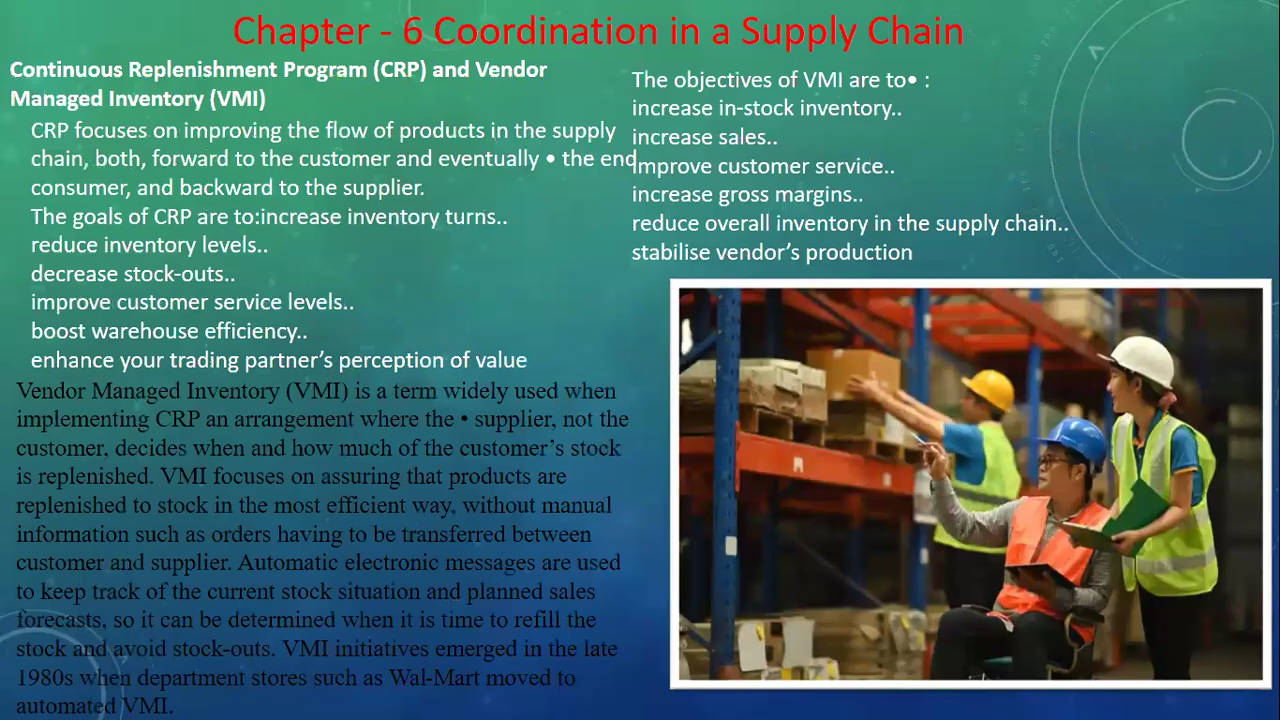 Chapter - 6 Coordination in a Supply Chain
Continuous Replenishment Program (CRP) and Vendor
Managed Inventory (VMI)
CRP focuses on improving the flow of products in the supply
chain, both, forward to the customer and eventually • the end
consumer, and backward to the supplier.
The goals of CRP are to:increase inventory turns..
reduce inventory levels..
decrease stock-outs..
improve customer service levels..
boost warehouse efficiency..
enhance your trading partner’s perception of value
Vendor Managed Inventory (VMI) is a term widely used when
implementing CRP an arrangement where the • supplier, not the
customer, decides when and how much of the customer’s stock
is replenished. VMI focuses on assuring that products are
replenished to stock in the most efficient way, without manual
information such as orders having to be transferred between
customer and supplier. Automatic electronic messages are used
to keep track of the current stock situation and planned sales
forecasts, so it can be determined when it is time to refill the
stock and avoid stock-outs. VMI initiatives emerged in the late
1980s when department stores such as Wal-Mart moved to
automated VMI.
The objectives of VMI are to• :
increase in-stock inventory..
increase sales..
improve customer service..
increase gross margins..
reduce overall inventory in the supply chain..
stabilise vendor’s production